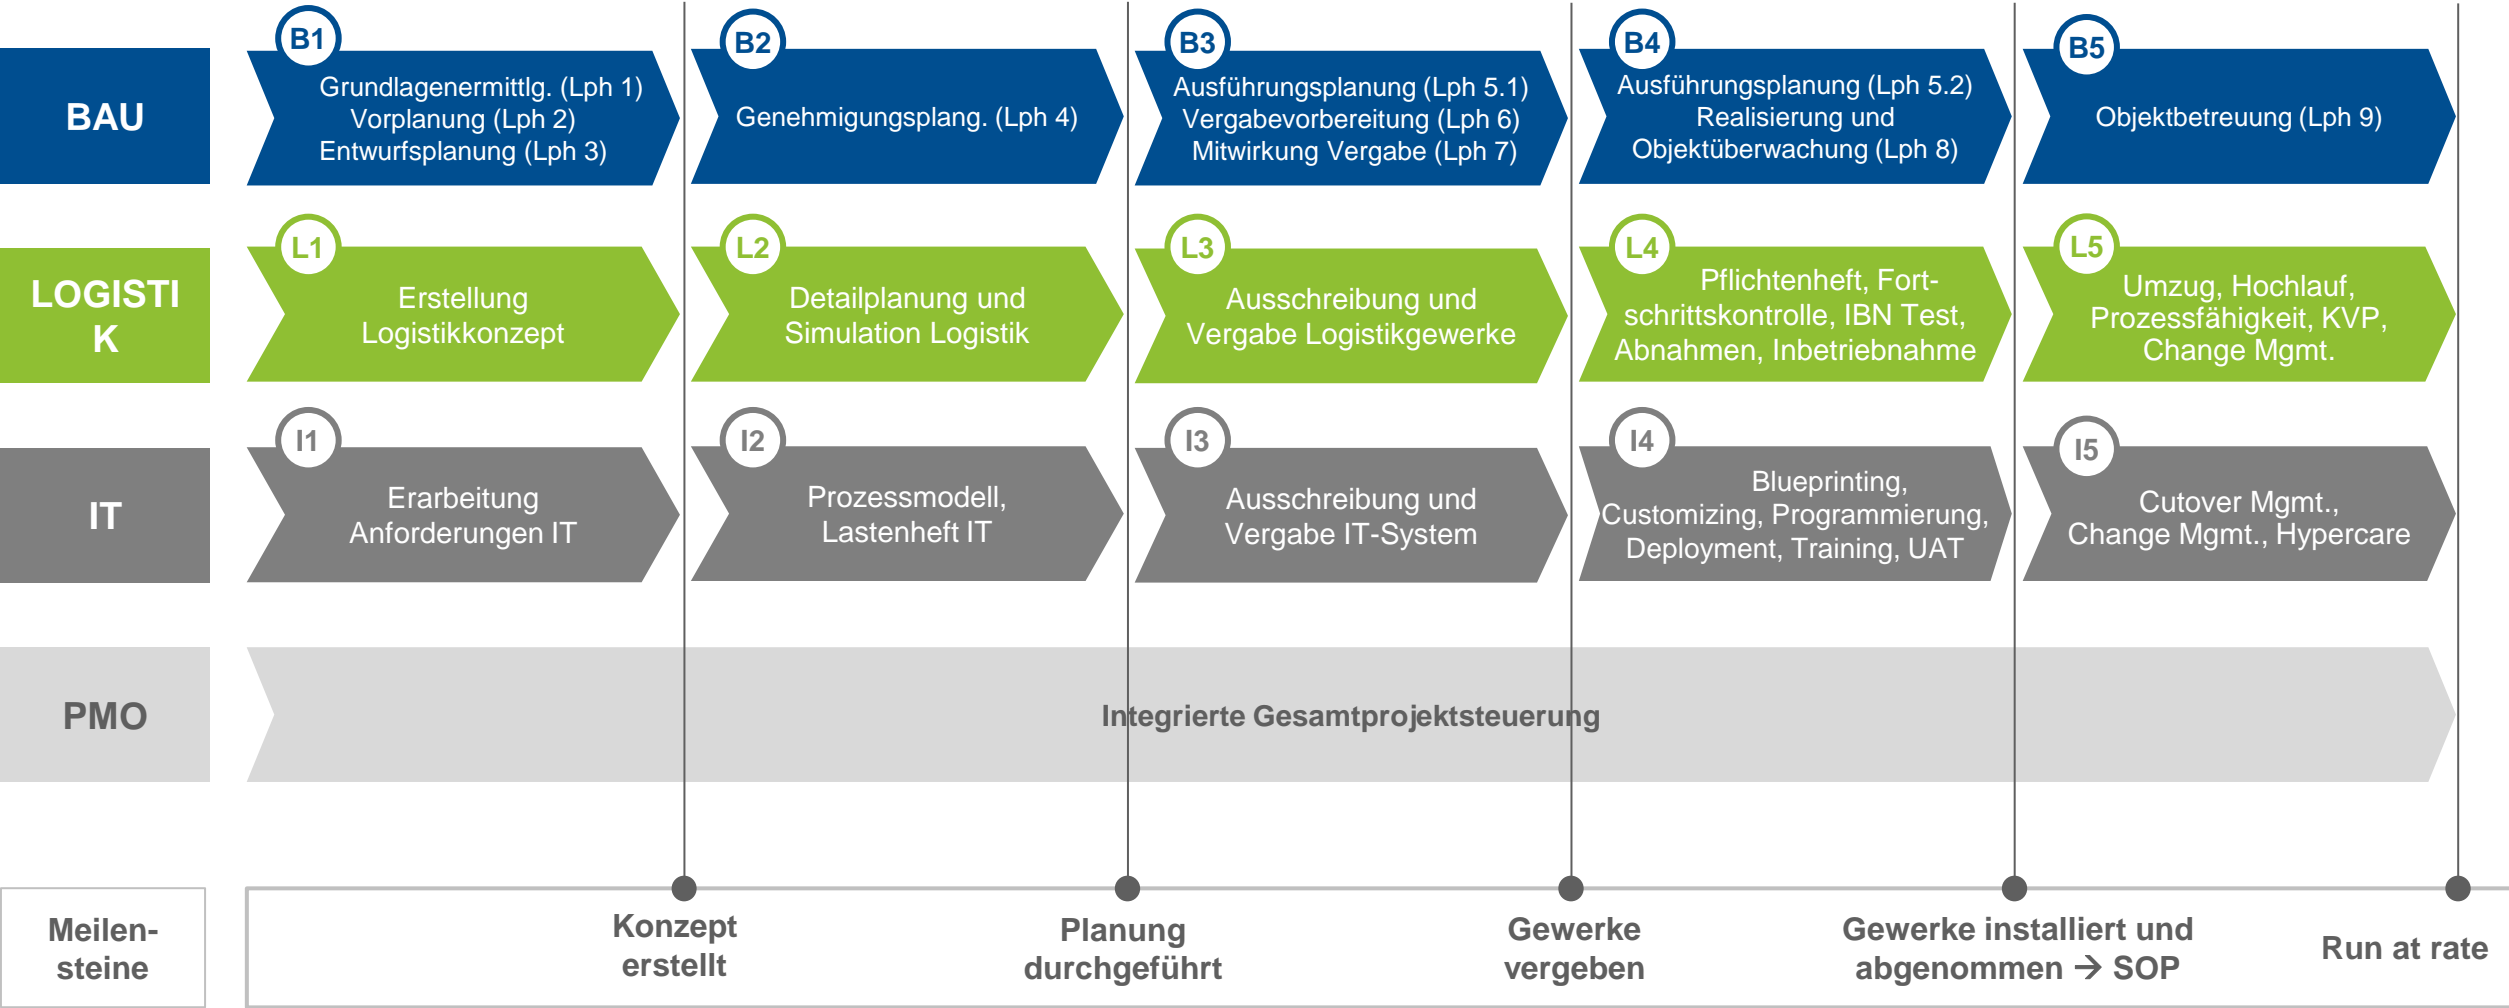 BAU
B1
Grundlagenermittlg. (Lph 1)
Vorplanung (Lph 2)
Entwurfsplanung (Lph 3)
B2
Genehmigungsplang. (Lph 4)
B3
Ausführungsplanung (Lph 5.1)
Vergabevorbereitung (Lph 6)
Mitwirkung Vergabe (Lph 7)
B4
Ausführungsplanung (Lph 5.2)
Realisierung und
Objektüberwachung (Lph 8)
B5
Objektbetreuung (Lph 9)
LOGISTI
K
L1
Erstellung
Logistikkonzept
L2
Detailplanung und
Simulation Logistik
L3
Ausschreibung und
Vergabe Logistikgewerke
L4
Pflichtenheft, Fort-
schrittskontrolle, IBN Test,
Abnahmen, Inbetriebnahme
L5
Umzug, Hochlauf,
Prozessfähigkeit, KVP,
Change Mgmt.
IT
I1
Erarbeitung
Anforderungen IT
I2
Prozessmodell,
Lastenheft IT
I3
Ausschreibung und
Vergabe IT-System
I4
Blueprinting,
Customizing, Programmierung,
Deployment, Training, UAT
I5
Cutover Mgmt.,
Change Mgmt., Hypercare
PMO
Integrierte Gesamtprojektsteuerung
Meilen-
steine
Konzept
erstellt
Planung
durchgeführt
Gewerke
vergeben
Gewerke installiert und
abgenommen → SOP
Run at rate